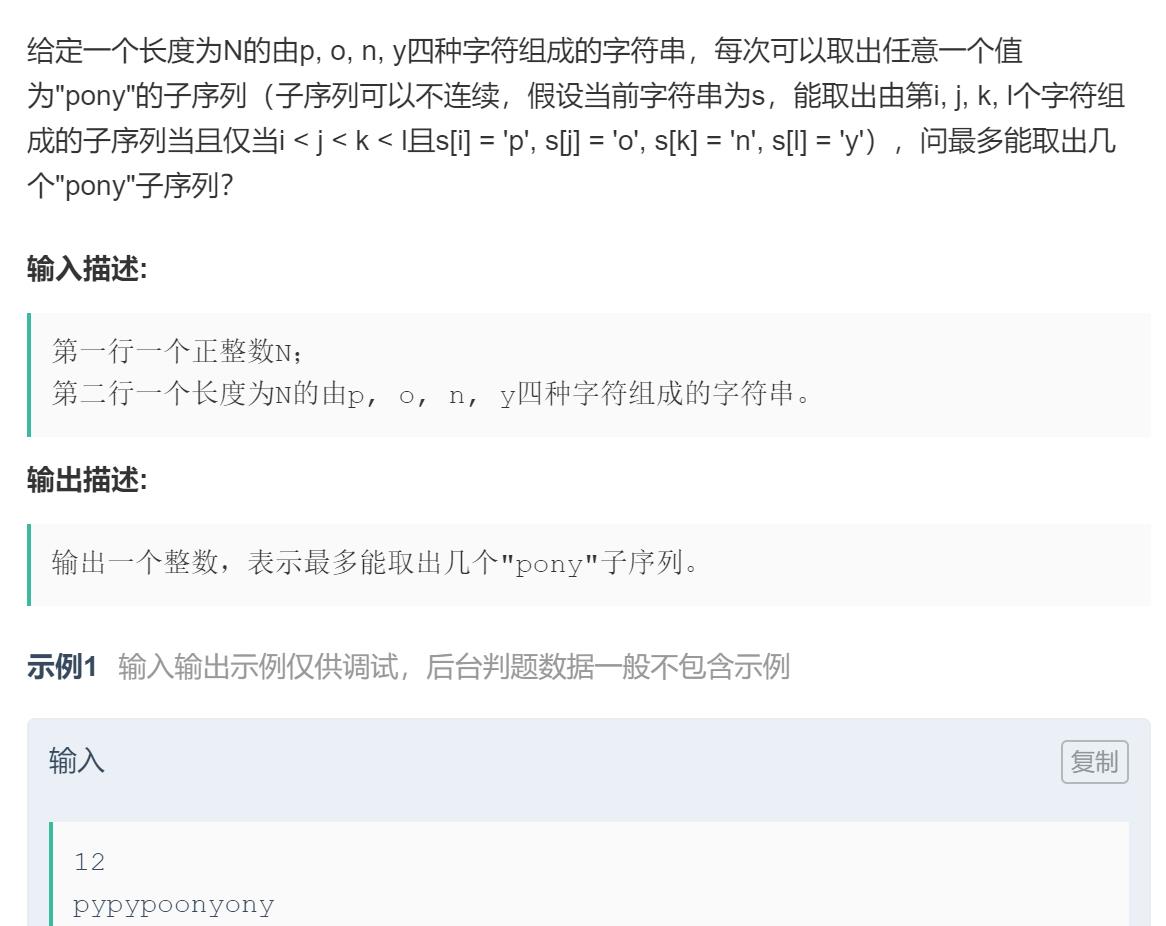 给定一个长度为N的由p, o, n, y四种字符组成的字符串，每次可以取出任意一个值
为"pony"的子序列（子序列可以不连续，假设当前字符串为s，能取出由第i, j, k, l个字符组
成的子序列当且仅当i < j < k < l且s[i] = 'p', s[j] = 'o', s[k] = 'n', s[l] = 'y'），问最多能取出几
个"pony"子序列？
输入描述:
第一行一个正整数N；
第二行一个长度为N的由p, o, n, y四种字符组成的字符串。
输出描述:
输出一个整数，表示最多能取出几个"pony"子序列。
示例1 输入输出示例仅供调试，后台判题数据一般不包含示例
输入 复制
12
pypypoonyony